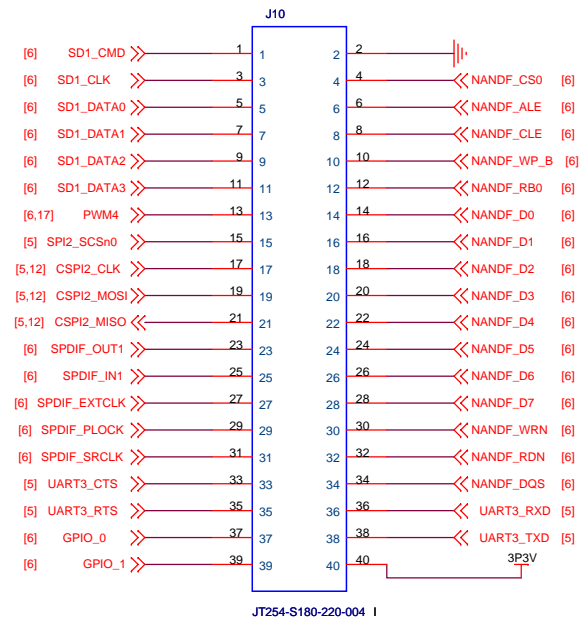 J10
[6] SD1_CMD 1 1 2 2
[6] SD1_CLK 3 3 4 4 NANDF_CS0 [6]
[6] SD1_DATA0 5 5 6 6 NANDF_ALE [6]
[6] SD1_DATA1 7 7 8 8 NANDF_CLE [6]
[6] SD1_DATA2 9 9 10 10 NANDF_WP_B [6]
[6] SD1_DATA3 11 11 12 12 NANDF_RB0 [6]
[6,17] PWM4 13 13 14 14 NANDF_D0 [6]
[5] SPI2_SCSn0 15 15 16 16 NANDF_D1 [6]
[5,12] CSPI2_CLK 17 17 18 18 NANDF_D2 [6]
[5,12] CSPI2_MOSI 19 19 20 20 NANDF_D3 [6]
[5,12] CSPI2_MISO 21 21 22 22 NANDF_D4 [6]
[6] SPDIF_OUT1 23 23 24 24 NANDF_D5 [6]
[6] SPDIF_IN1 25 25 26 26 NANDF_D6 [6]
[6] SPDIF_EXTCLK 27 27 28 28 NANDF_D7 [6]
[6] SPDIF_PLOCK 29 29 30 30 NANDF_WRN [6]
[6] SPDIF_SRCLK 31 31 32 32 NANDF_RDN [6]
[5] UART3_CTS 33 33 34 34 NANDF_DQS [6]
[5] UART3_RTS 35 35 36 36 UART3_RXD [5]
[6] GPIO_0 37 37 38 38 UART3_TXD [5]
[6] GPIO_1 39 39 40 40 3P3V
JT254-S180-220-004 I